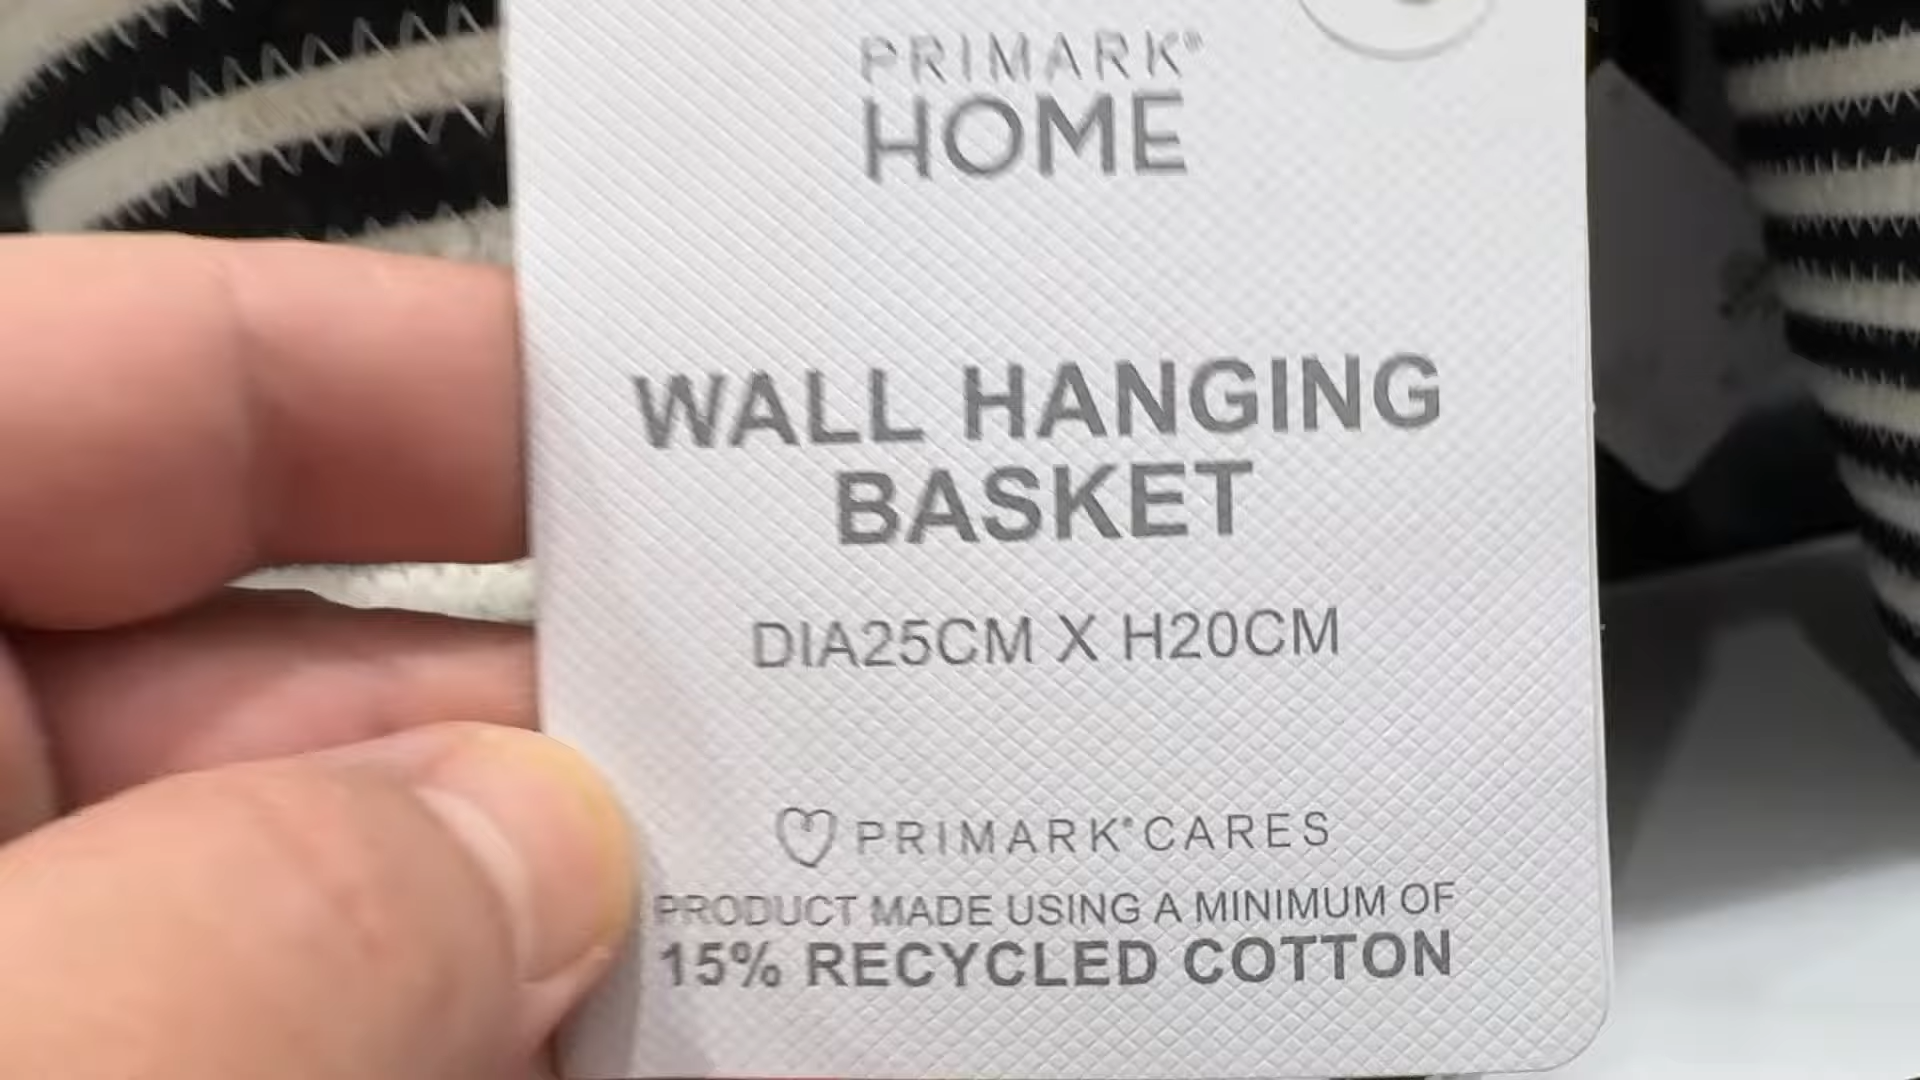 PRIMARK®
HOME
WALL HANGING
BASKET
DIA25CM X H20CM
PRIMARK®CARES
PRODUCT MADE USING A MINIMUM OF
15% RECYCLED COTTON